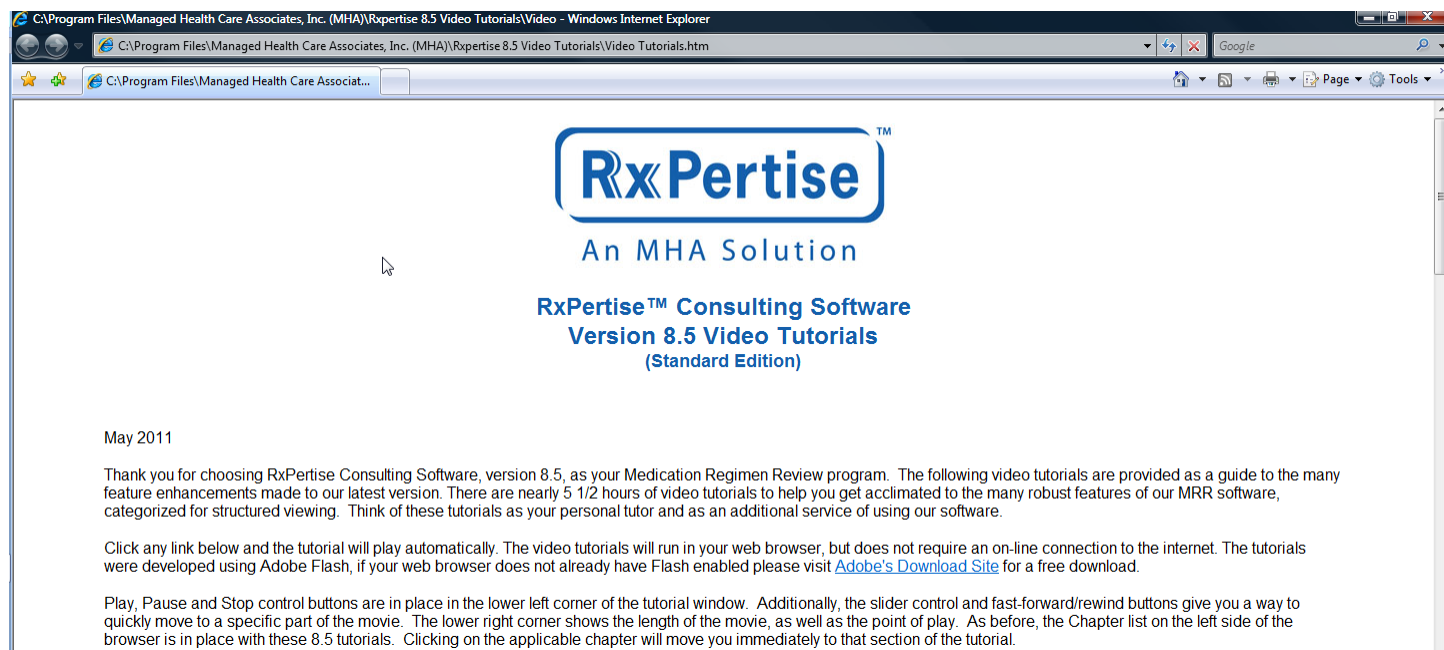 C:\Program Files\Managed Health Care Associates, Inc. (MHA)\Rxpertise 8.5 Video Tutorials\Video - Windows Internet Explorer
C:\Program Files\Managed Health Care Associates, Inc. (MHA)\Rxpertise 8.5 Video Tutorials\Video Tutorials.htm
Google
C:\Program Files\Managed Health Care Associat...
Page
Tools
RxPertise™
An MHA Solution
RxPertise™ Consulting Software
Version 8.5 Video Tutorials
(Standard Edition)
May 2011
Thank you for choosing RxPertise Consulting Software, version 8.5, as your Medication Regimen Review program. The following video tutorials are provided as a guide to the many
feature enhancements made to our latest version. There are nearly 5 1/2 hours of video tutorials to help you get acclimated to the many robust features of our MRR software,
categorized for structured viewing. Think of these tutorials as your personal tutor and as an additional service of using our software.
Click any link below and the tutorial will play automatically. The video tutorials will run in your web browser, but does not require an on-line connection to the internet. The tutorials
were developed using Adobe Flash, if your web browser does not already have Flash enabled please visit Adobe's Download Site for a free download.
Play, Pause and Stop control buttons are in place in the lower left corner of the tutorial window. Additionally, the slider control and fast-forward/rewind buttons give you a way to
quickly move to a specific part of the movie. The lower right corner shows the length of the movie, as well as the point of play. As before, the Chapter list on the left side of the
browser is in place with these 8.5 tutorials. Clicking on the applicable chapter will move you immediately to that section of the tutorial.